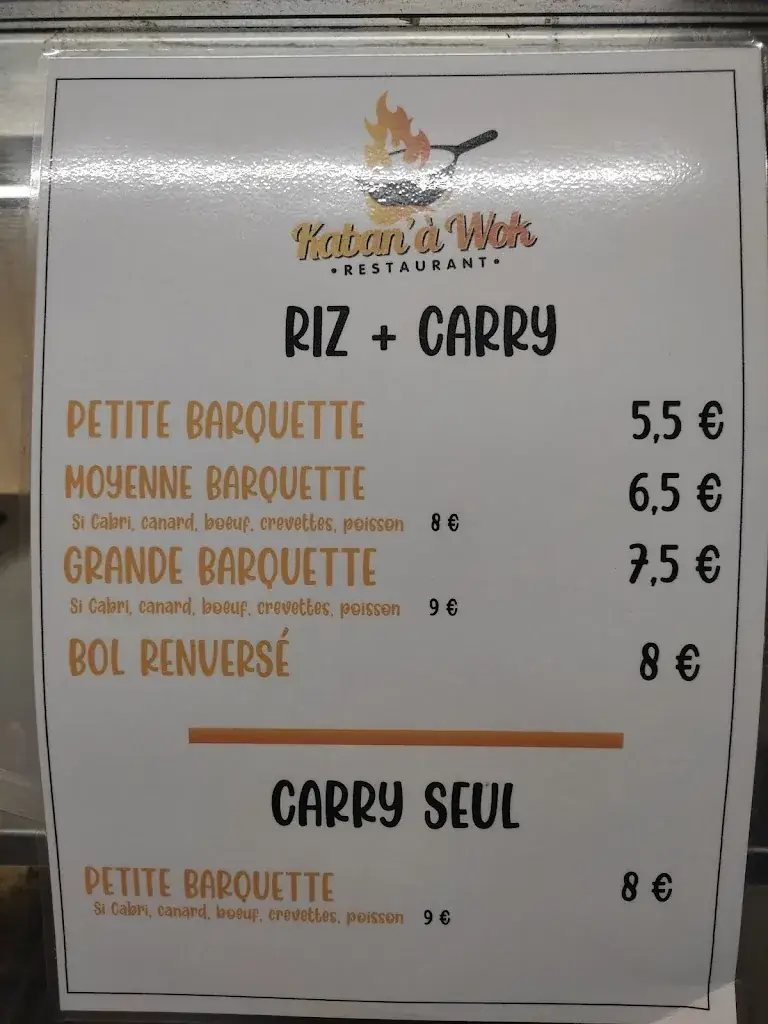 Kaban'à Wok
•RESTAURANT•
RIZ + CARRY
PETITE BARQUETTE 5,5 €
MOYENNE BARQUETTE 6,5 €
Si Cabri, canard, boeuf, crevettes, poisson 8 €
GRANDE BARQUETTE 7,5 €
Si Cabri, canard, boeuf, crevettes, poisson 9 €
BOL RENVERSÉ 8 €
CARRY SEUL
PETITE BARQUETTE 8 €
Si Cabri, canard, boeuf, crevettes, poisson 9 €